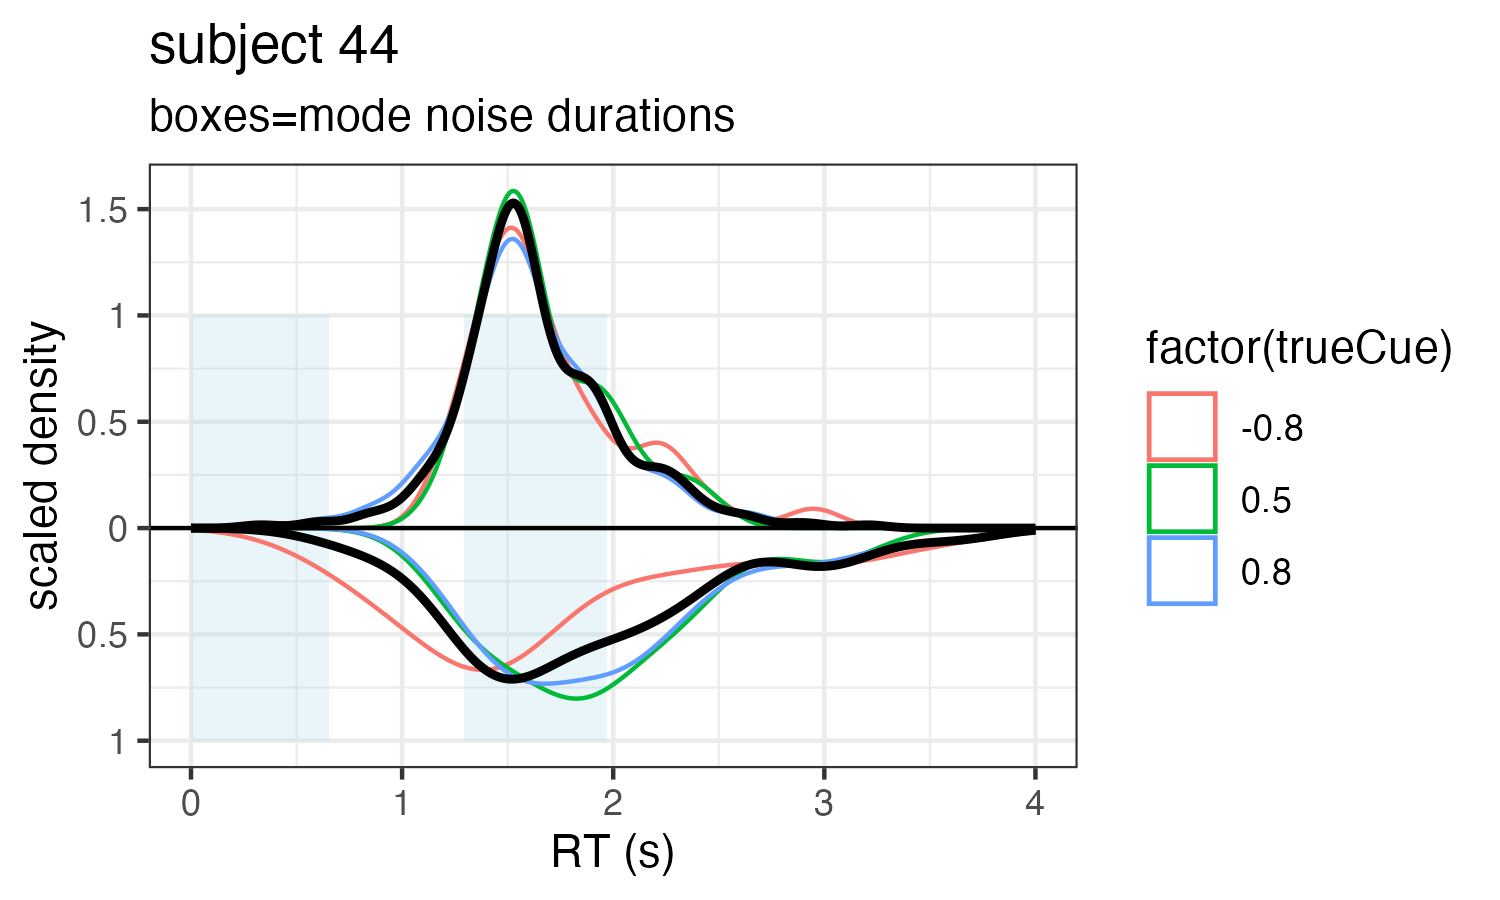 subject 44
boxes=mode noise durations
scaled density
1.5
1
0.5
0
0.5
1
0
1
2
3
4
RT (s)
factor(trueCue)
-0.8
0.5
0.8